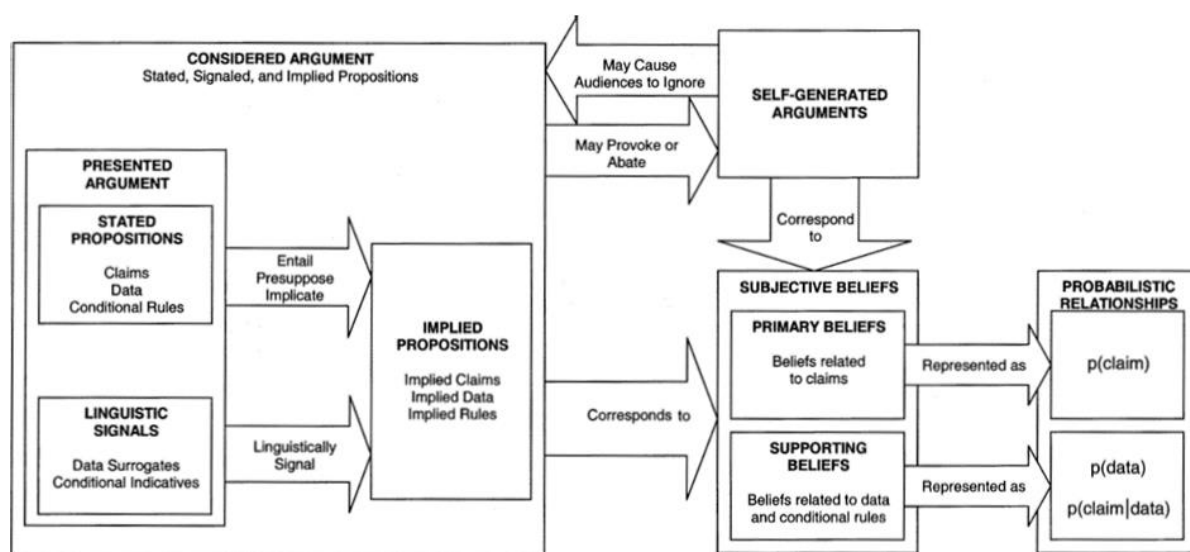 CONSIDERED ARGUMENT
Stated, Signaled, and Implied Propositions
PRESENTED
ARGUMENT
STATED
PROPOSITIONS
Claims
Data
Conditional Rules
LINGUISTIC
SIGNALS
Data Surrogates
Conditional Indicatives
Entail
Presuppose
Implicate
Linguistically
Signal
IMPLIED
PROPOSITIONS
Implied Claims
Implied Data
Implied Rules
May Cause
Audiences to Ignore
May Provoke or
Abate
SELF-GENERATED
ARGUMENTS
Correspond
to
Corresponds to
SUBJECTIVE BELIEFS
PRIMARY BELIEFS
Beliefs related
to claims
SUPPORTING
BELIEFS
Beliefs related to data
and conditional rules
Represented as
Represented as
PROBABILISTIC
RELATIONSHIPS
p(claim)
p(data)
p(claim|data)